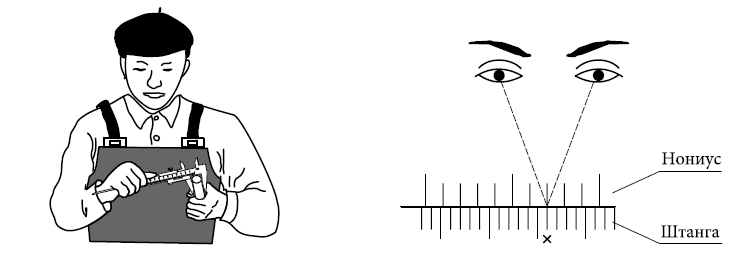 Нониус
Штанга
×